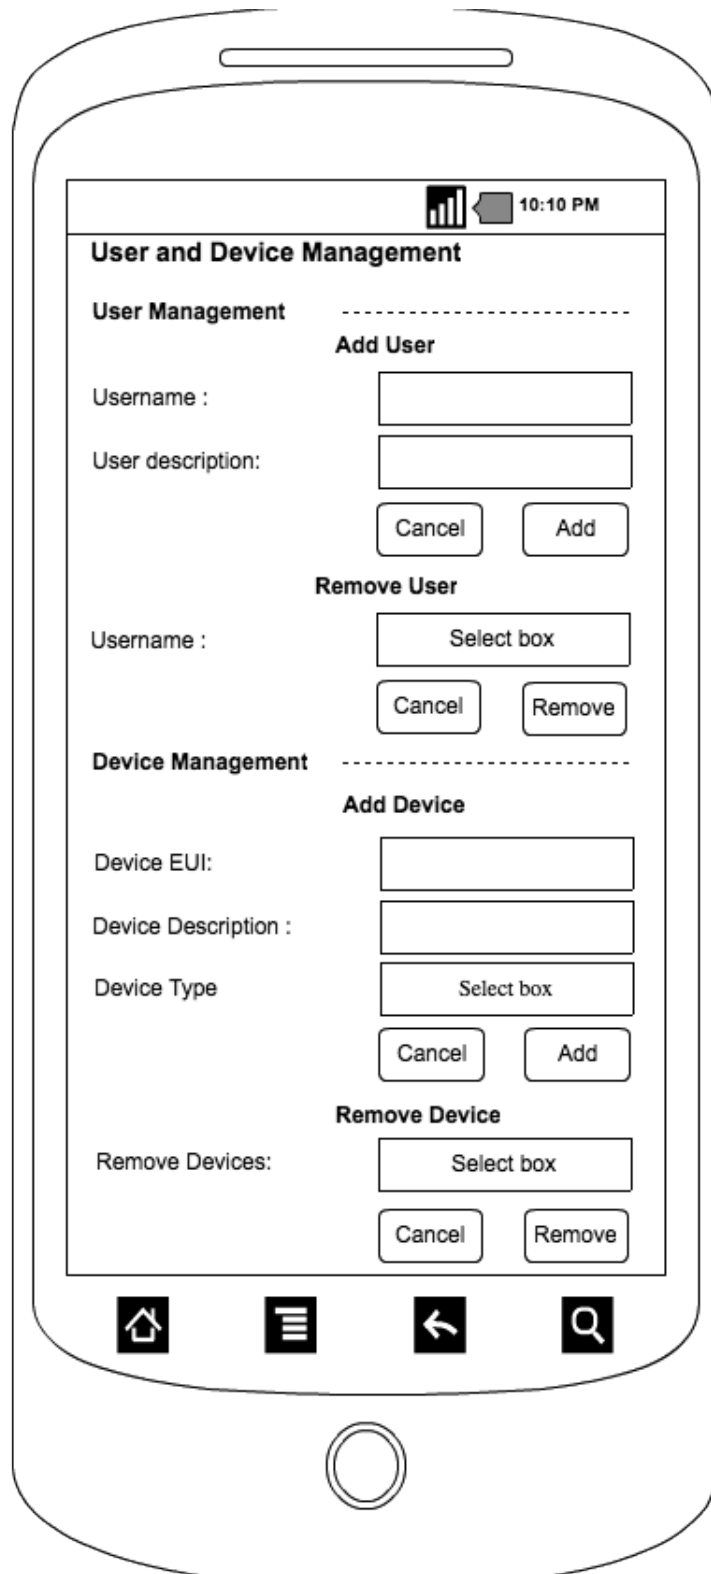 10:10 PM
User and Device Management
User Management
Add User
Username :
User description:
Cancel Add
Remove User
Username : Select box
Cancel Remove
Device Management
Add Device
Device EUI:
Device Description :
Device Type Select box
Cancel Add
Remove Device
Remove Devices: Select box
Cancel Remove